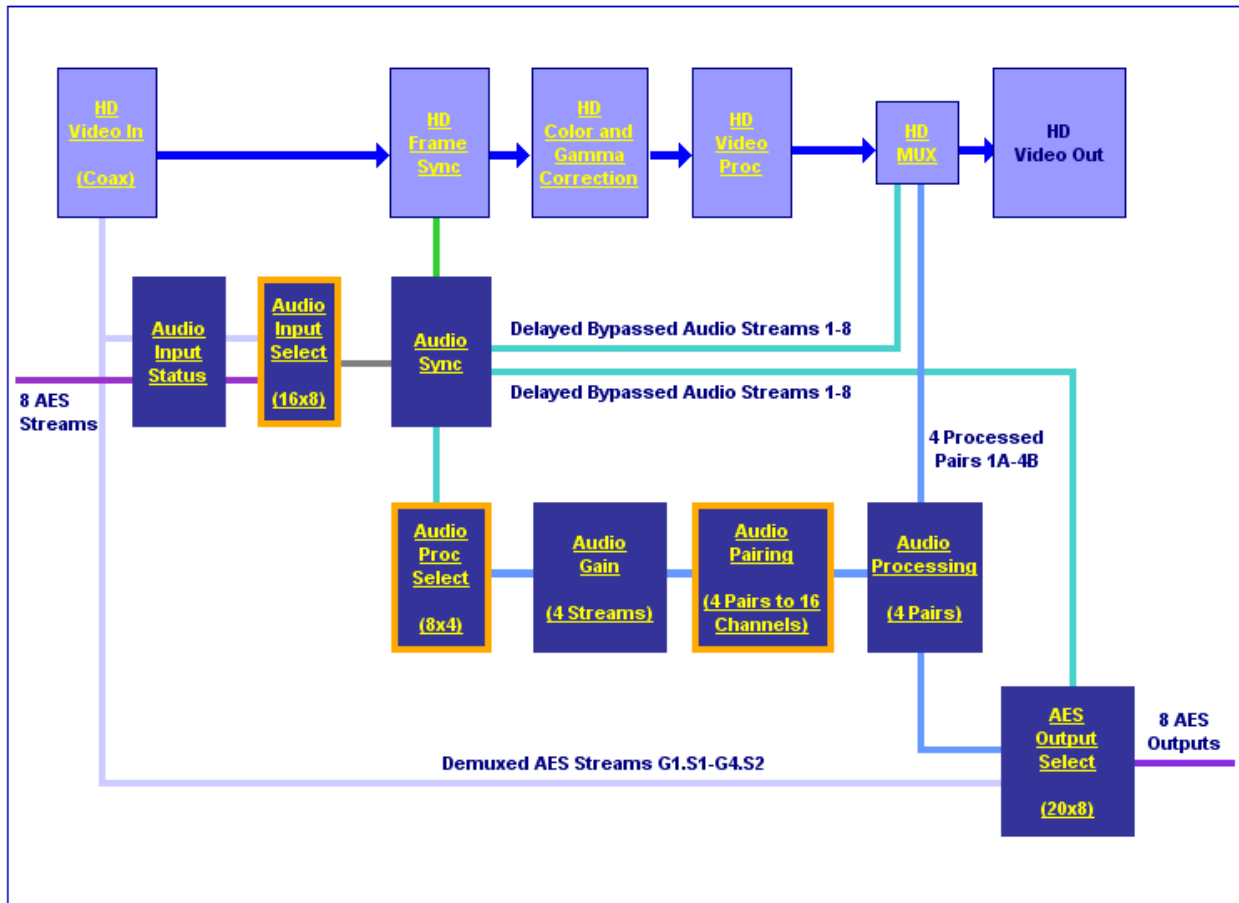 HD
Video In
(Coax)
HD
Frame
Sync
HD
Color and
Gamma
Correction
HD
Video
Proc
HD
MUX
HD
Video Out
Audio
Input
Status
Audio
Input
Select
(16x8)
Audio
Sync
Delayed Bypassed Audio Streams 1-8
Delayed Bypassed Audio Streams 1-8
8 AES
Streams
4 Processed
Pairs 1A-4B
Audio
Proc
Select
(8x4)
Audio
Gain
(4 Streams)
Audio
Pairing
(4 Pairs to 16
Channels)
Audio
Processing
(4 Pairs)
AES
Output
Select
(20x8)
8 AES
Outputs
Demuxed AES Streams G1.S1-G4.S2